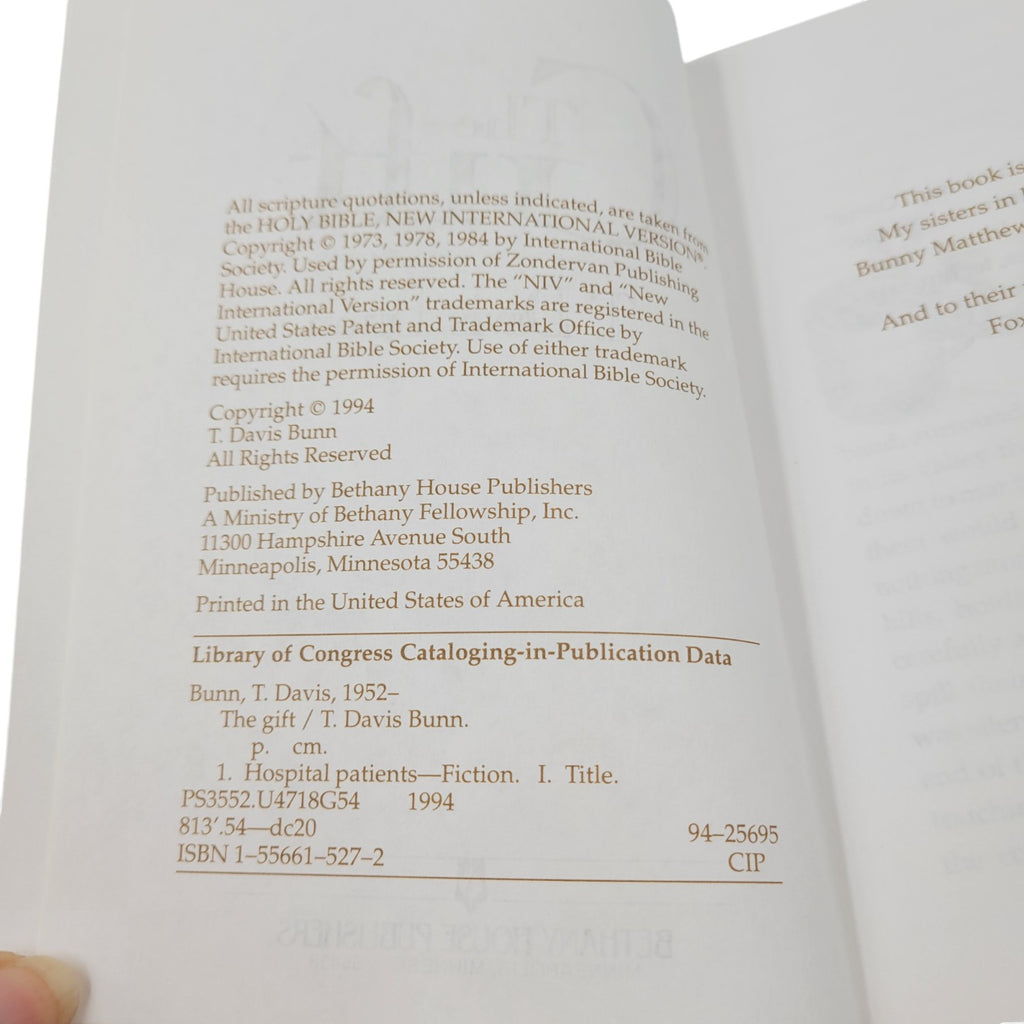 All scripture quotations, unless indicated, are taken from
the HOLY BIBLE, NEW INTERNATIONAL VERSION®.
Copyright © 1973, 1978, 1984 by International Bible
Society. Used by permission of Zondervan Publishing
House. All rights reserved. The “NIV” and “New
International Version” trademarks are registered in the
United States Patent and Trademark Office by
International Bible Society. Use of either trademark
requires the permission of International Bible Society.
Copyright © 1994
T. Davis Bunn
All Rights Reserved
Published by Bethany House Publishers
A Ministry of Bethany Fellowship, Inc.
11300 Hampshire Avenue South
Minneapolis, Minnesota 55438
Printed in the United States of America
Library of Congress Cataloging-in-Publication Data
Bunn, T. Davis, 1952–
The gift / T. Davis Bunn.
p. cm.
1. Hospital patients—Fiction. I. Title.
PS3552.U4718G54 1994
813′.54—dc20 94–25695
ISBN 1–55661–527–2 CIP
This book is
My sisters in
Bunny Matthew
And to their
Fox